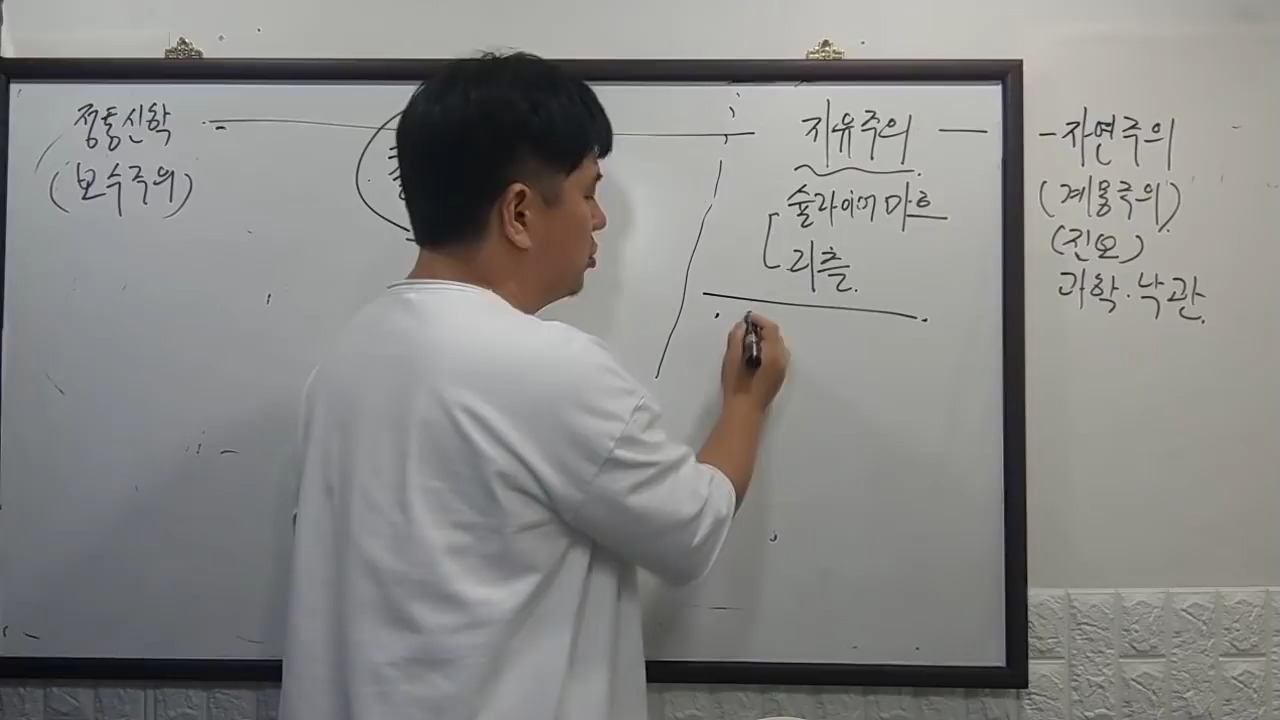 정통신학
(보수주의)
자유주의
슐라이어마흐
리츨
자연주의
(계몽주의)
(진보)
과학·낙관